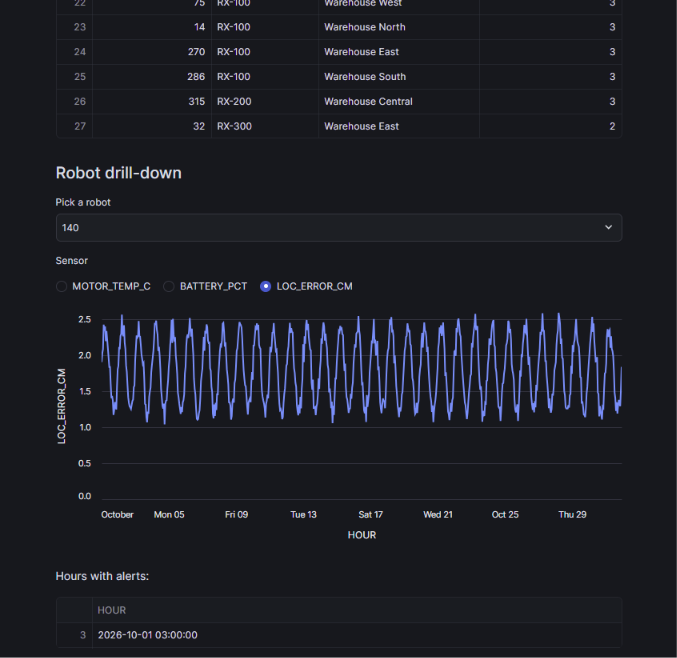 22 75 RX-100 Warehouse West 3
23 14 RX-100 Warehouse North 3
24 270 RX-100 Warehouse East 3
25 286 RX-100 Warehouse South 3
26 315 RX-200 Warehouse Central 3
27 32 RX-300 Warehouse East 2
Robot drill-down
Pick a robot
140
Sensor
MOTOR_TEMP_C BATTERY_PCT LOC_ERROR_CM
2.5
2.0
1.5
1.0
0.5
0.0
LOC_ERROR_CM
October Mon 05 Fri 09 Tue 13 Sat 17 Wed 21 Oct 25 Thu 29
HOUR
Hours with alerts:
HOUR
3 2026-10-01 03:00:00